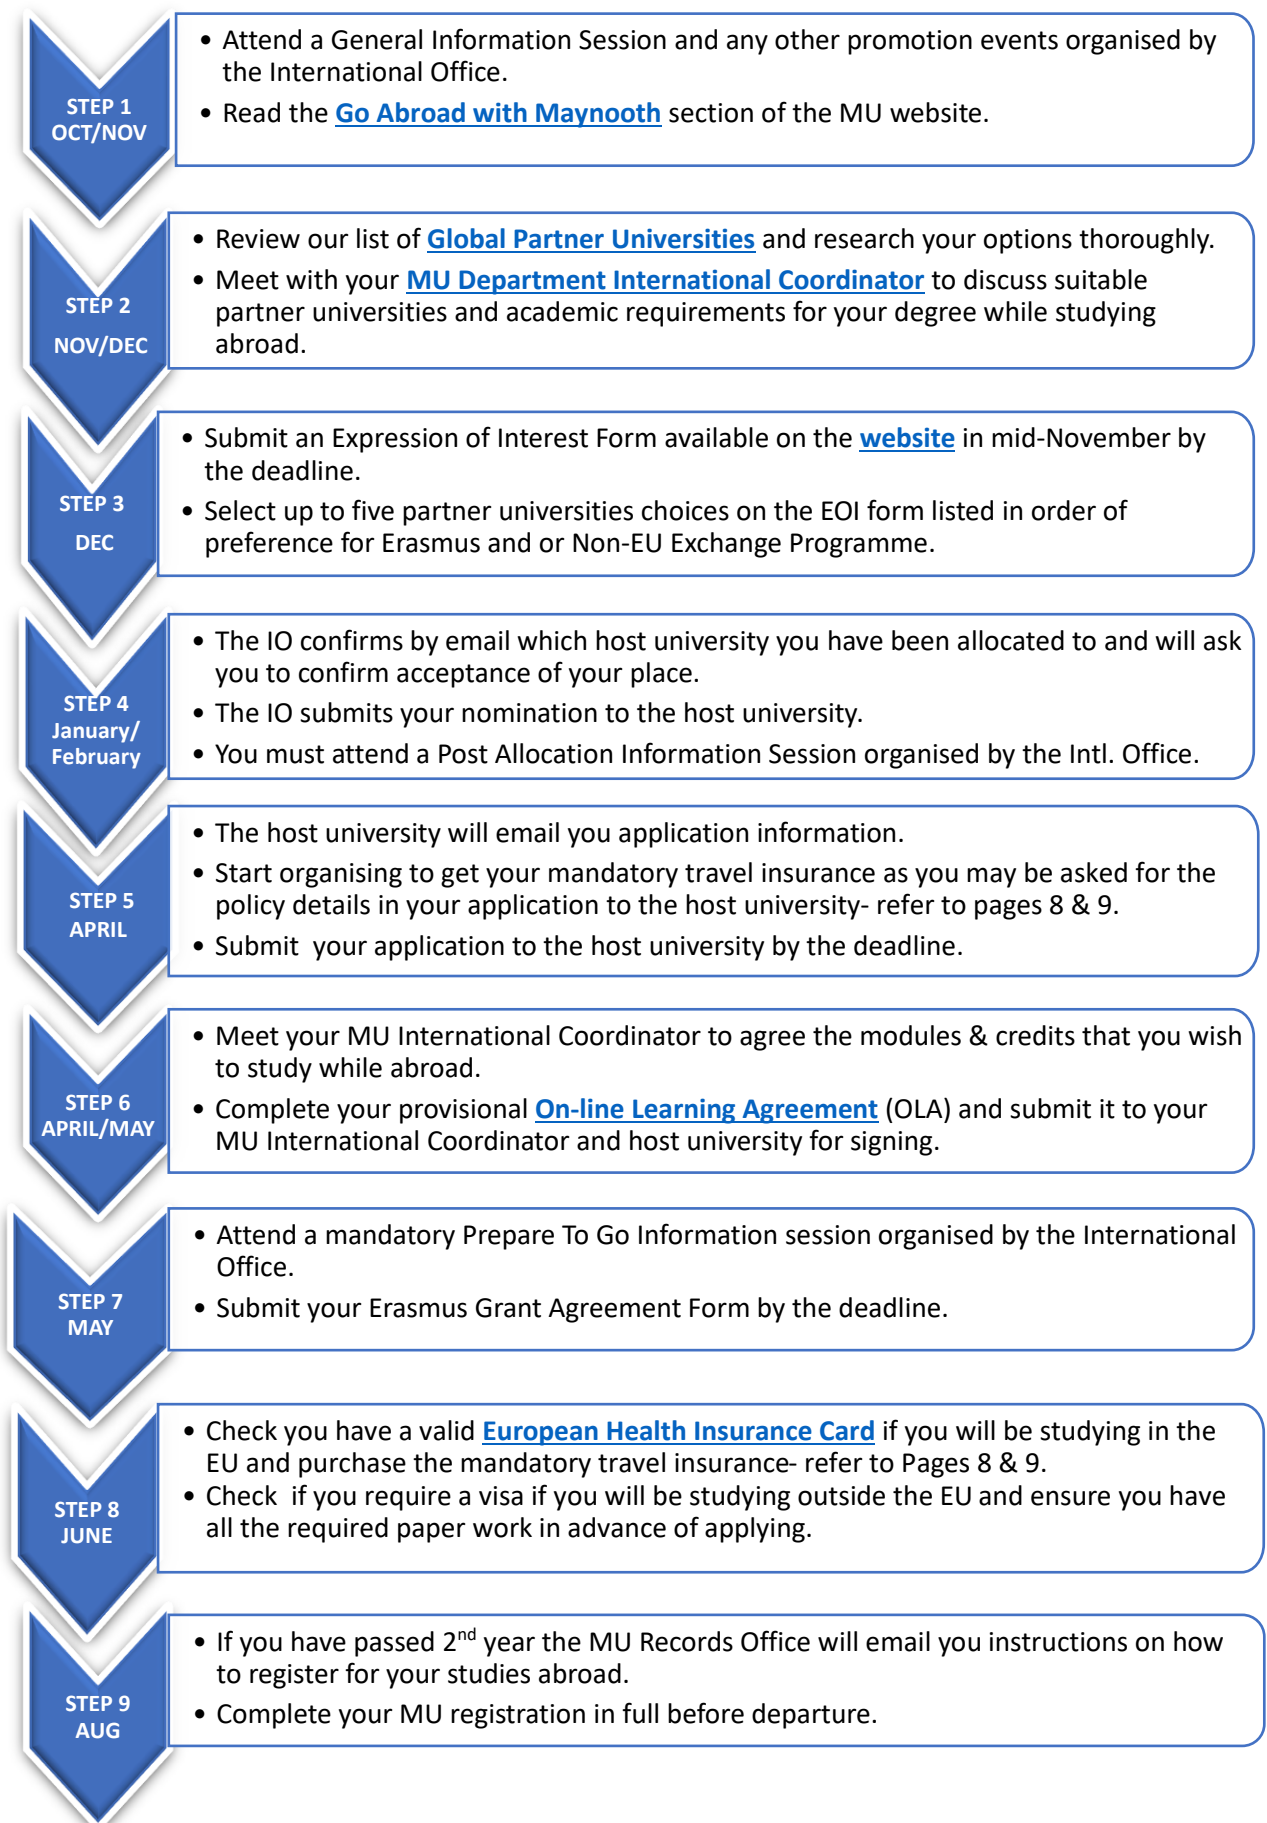 STEP 1
OCT/NOV
• Attend a General Information Session and any other promotion events organised by
the International Office.
• Read the Go Abroad with Maynooth section of the MU website.
STEP 2
NOV/DEC
• Review our list of Global Partner Universities and research your options thoroughly.
• Meet with your MU Department International Coordinator to discuss suitable
partner universities and academic requirements for your degree while studying
abroad.
STEP 3
DEC
• Submit an Expression of Interest Form available on the website in mid-November by
the deadline.
• Select up to five partner universities choices on the EOI form listed in order of
preference for Erasmus and or Non-EU Exchange Programme.
STEP 4
January/
February
• The IO confirms by email which host university you have been allocated to and will ask
you to confirm acceptance of your place.
• The IO submits your nomination to the host university.
• You must attend a Post Allocation Information Session organised by the Intl. Office.
STEP 5
APRIL
• The host university will email you application information.
• Start organising to get your mandatory travel insurance as you may be asked for the
policy details in your application to the host university- refer to pages 8 & 9.
• Submit  your application to the host university by the deadline.
STEP 6
APRIL/MAY
• Meet your MU International Coordinator to agree the modules & credits that you wish
to study while abroad.
• Complete your provisional On-line Learning Agreement (OLA) and submit it to your
MU International Coordinator and host university for signing.
STEP 7
MAY
• Attend a mandatory Prepare To Go Information session organised by the International
Office.
• Submit your Erasmus Grant Agreement Form by the deadline.
STEP 8
JUNE
• Check you have a valid European Health Insurance Card if you will be studying in the
EU and purchase the mandatory travel insurance- refer to Pages 8 & 9.
• Check  if you require a visa if you will be studying outside the EU and ensure you have
all the required paper work in advance of applying.
STEP 9
AUG
• If you have passed 2nd year the MU Records Office will email you instructions on how
to register for your studies abroad.
• Complete your MU registration in full before departure.